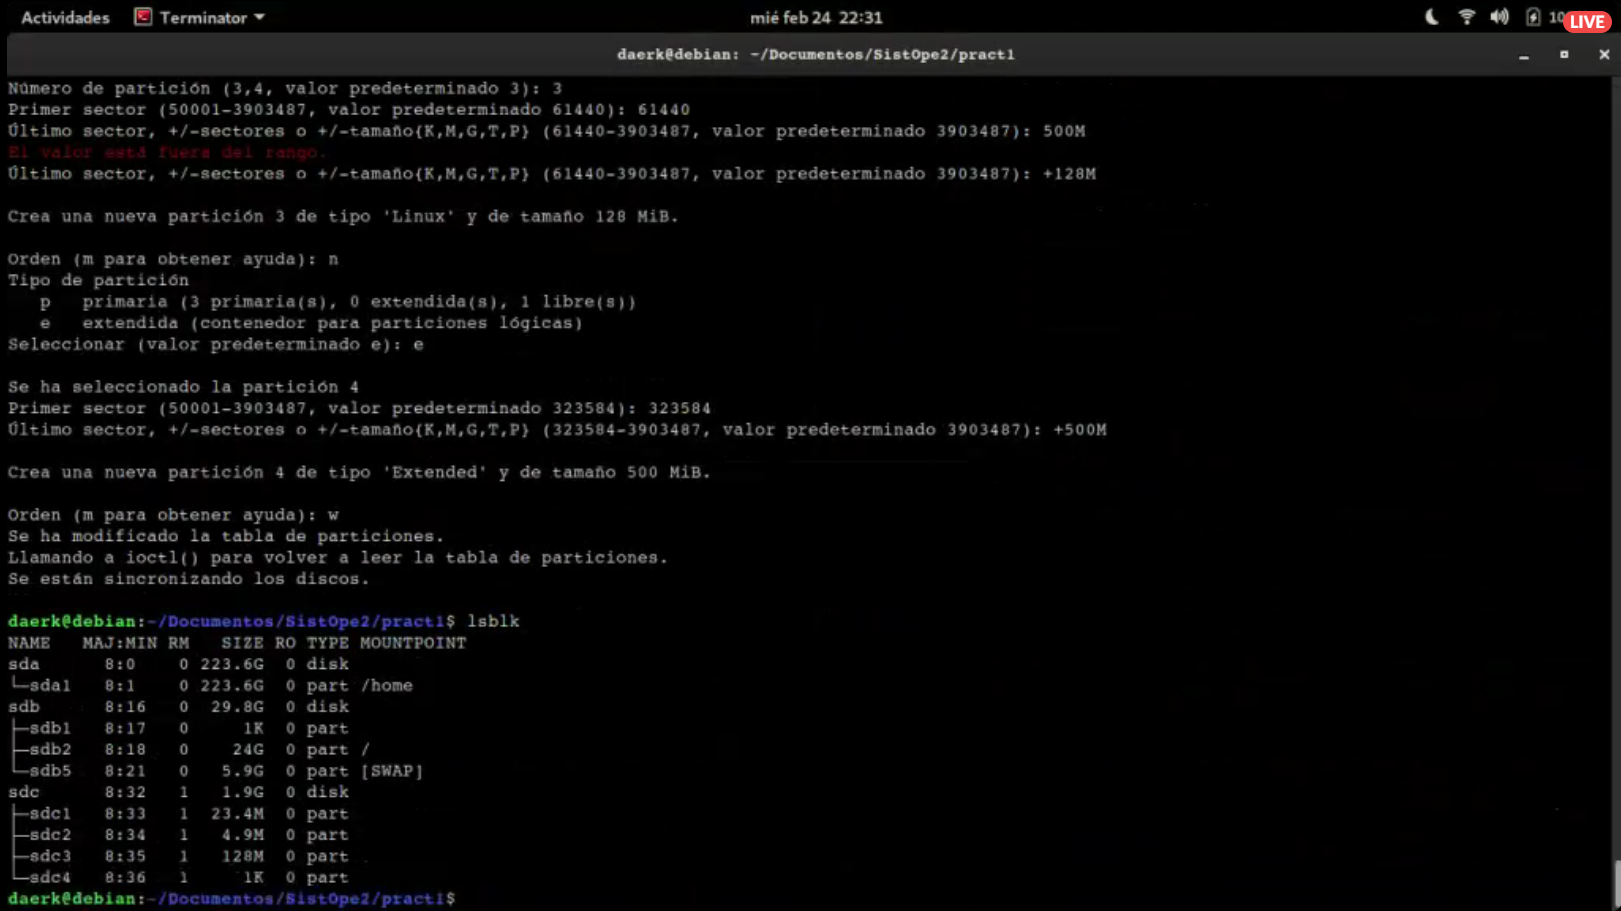 Actividades Terminator mié feb 24 22:31 LIVE
daerk@debian: ~/Documentos/SistOpe2/pract1
Número de partición (3,4, valor predeterminado 3): 3
Primer sector (50001-3903487, valor predeterminado 61440): 61440
Último sector, +/-sectores o +/-tamaño{K,M,G,T,P} (61440-3903487, valor predeterminado 3903487): 500M
El valor está fuera del rango.
Último sector, +/-sectores o +/-tamaño{K,M,G,T,P} (61440-3903487, valor predeterminado 3903487): +128M
Crea una nueva partición 3 de tipo 'Linux' y de tamaño 128 MiB.
Orden (m para obtener ayuda): n
Tipo de partición
p primaria (3 primaria(s), 0 extendida(s), 1 libre(s))
e extendida (contenedor para particiones lógicas)
Seleccionar (valor predeterminado e): e
Se ha seleccionado la partición 4
Primer sector (50001-3903487, valor predeterminado 323584): 323584
Último sector, +/-sectores o +/-tamaño{K,M,G,T,P} (323584-3903487, valor predeterminado 3903487): +500M
Crea una nueva partición 4 de tipo 'Extended' y de tamaño 500 MiB.
Orden (m para obtener ayuda): w
Se ha modificado la tabla de particiones.
Llamando a ioctl() para volver a leer la tabla de particiones.
Se están sincronizando los discos.
daerk@debian:~/Documentos/SistOpe2/pract1$ lsblk
NAME MAJ:MIN RM SIZE RO TYPE MOUNTPOINT
sda 8:0 0 223.6G 0 disk
└─sda1 8:1 0 223.6G 0 part /home
sdb 8:16 0 29.8G 0 disk
├─sdb1 8:17 0 1K 0 part
├─sdb2 8:18 0 24G 0 part /
└─sdb5 8:21 0 5.9G 0 part [SWAP]
sdc 8:32 1 1.9G 0 disk
├─sdc1 8:33 1 23.4M 0 part
├─sdc2 8:34 1 4.9M 0 part
├─sdc3 8:35 1 128M 0 part
└─sdc4 8:36 1 1K 0 part
daerk@debian:~/Documentos/SistOpe2/pract1$